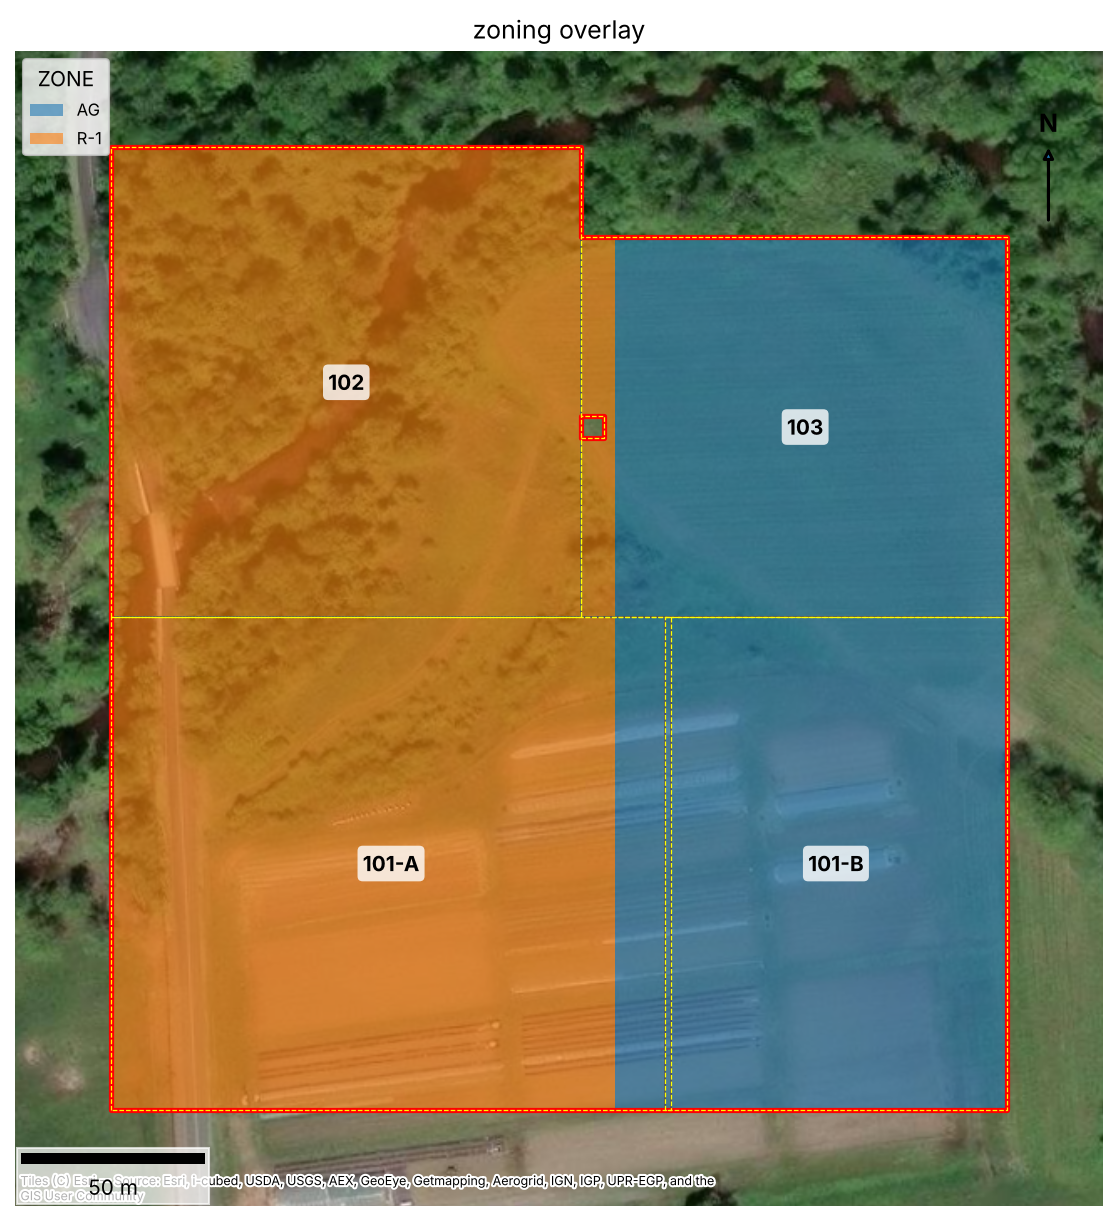 zoning overlay
ZONE
AG
R-1
N
102
103
101-A
101-B
50 m
Tiles (C) Esri -- Source: Esri, i-cubed, USDA, USGS, AEX, GeoEye, Getmapping, Aerogrid, IGN, IGP, UPR-EGP, and the
GIS User Community